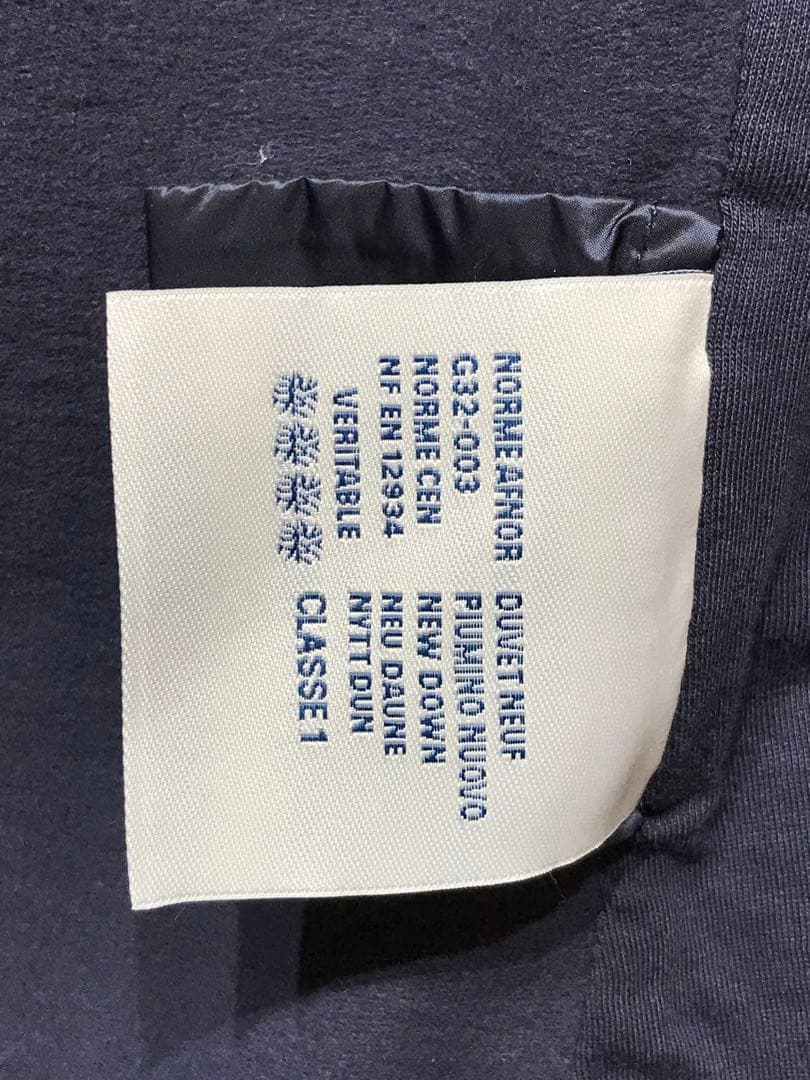 NORME AFNOR
G32-003
NORME CEN
NF EN 12934
VERITABLE
DUVET NEUF
PIUMINO NUOVO
NEW DOWN
NEU DAUNE
NYTT DUN
CLASSE 1